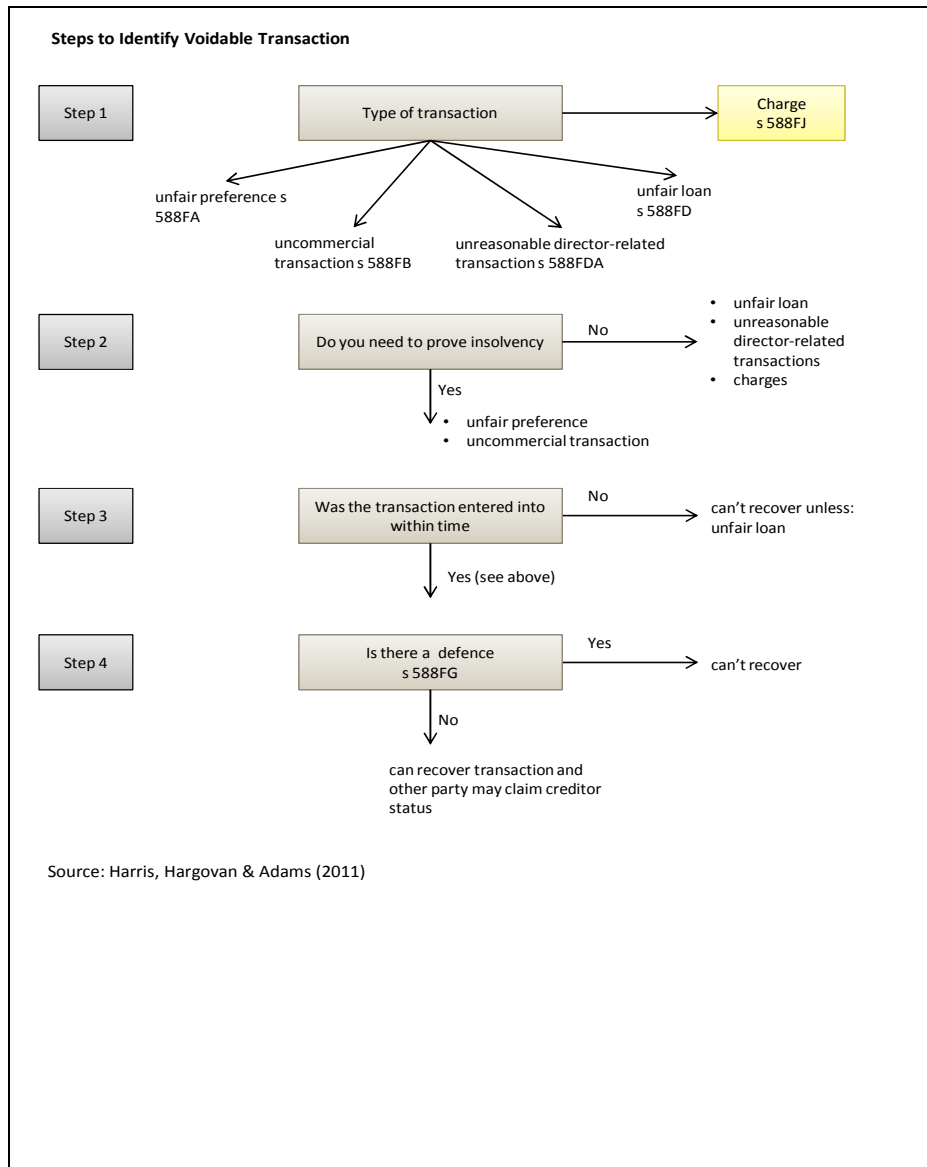 Steps to Identify Voidable Transaction
Step 1
Type of transaction
Charge
s 588FJ
unfair preference s
588FA
uncommercial
transaction s 588FB
unreasonable director-related
transaction s 588FDA
unfair loan
s 588FD
Step 2
Do you need to prove insolvency
No
• unfair loan
• unreasonable
director-related
transactions
• charges
Yes
• unfair preference
• uncommercial transaction
Step 3
Was the transaction entered into
within time
No
can't recover unless:
unfair loan
Yes (see above)
Step 4
Is there a defence
s 588FG
Yes
can't recover
No
can recover transaction and
other party may claim creditor
status
Source: Harris, Hargovan & Adams (2011)